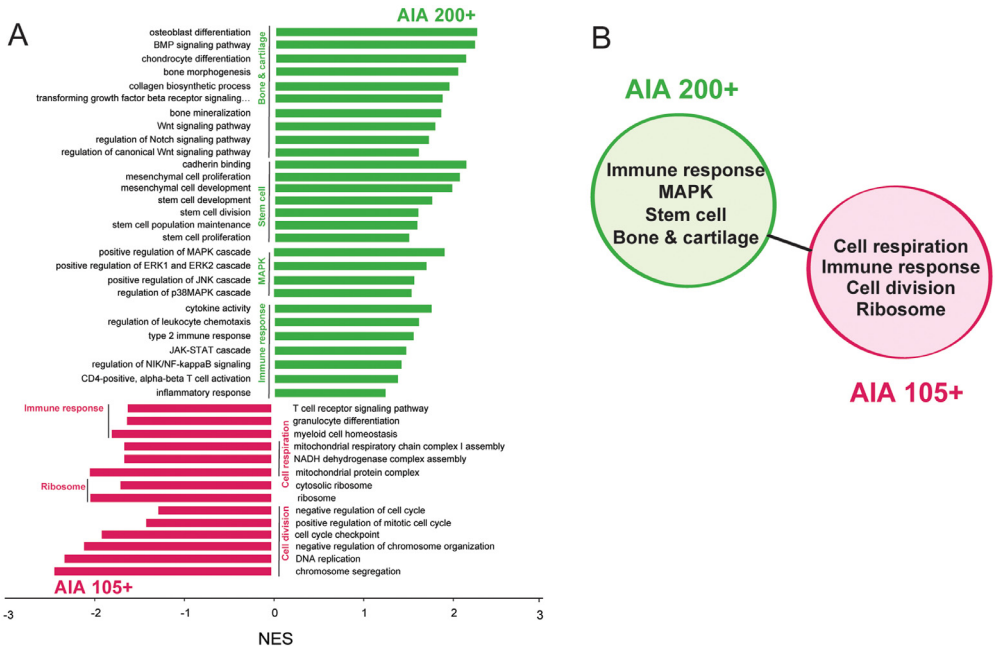 A
AIA 200+
osteoblast differentiation
BMP signaling pathway
chondrocyte differentiation
bone morphogenesis
collagen biosynthetic process
transforming growth factor beta receptor signaling...
bone mineralization
Wnt signaling pathway
regulation of Notch signaling pathway
regulation of canonical Wnt signaling pathway
Bone & cartilage
cadherin binding
mesenchymal cell proliferation
mesenchymal cell development
stem cell development
stem cell division
stem cell population maintenance
stem cell proliferation
Stem cell
positive regulation of MAPK cascade
positive regulation of ERK1 and ERK2 cascade
positive regulation of JNK cascade
regulation of p38MAPK cascade
MAPK
cytokine activity
regulation of leukocyte chemotaxis
type 2 immune response
JAK-STAT cascade
regulation of NIK/NF-kappaB signaling
CD4-positive, alpha-beta T cell activation
inflammatory response
Immune response
Immune response
T cell receptor signaling pathway
granulocyte differentiation
myeloid cell homeostasis
mitochondrial respiratory chain complex I assembly
NADH dehydrogenase complex assembly
mitochondrial protein complex
Cell respiration
Ribosome
cytosolic ribosome
ribosome
negative regulation of cell cycle
positive regulation of mitotic cell cycle
cell cycle checkpoint
negative regulation of chromosome organization
DNA replication
chromosome segregation
Cell division
AIA 105+
-3 -2 -1 0 1 2 3
NES
B
AIA 200+
Immune response
MAPK
Stem cell
Bone & cartilage
Cell respiration
Immune response
Cell division
Ribosome
AIA 105+